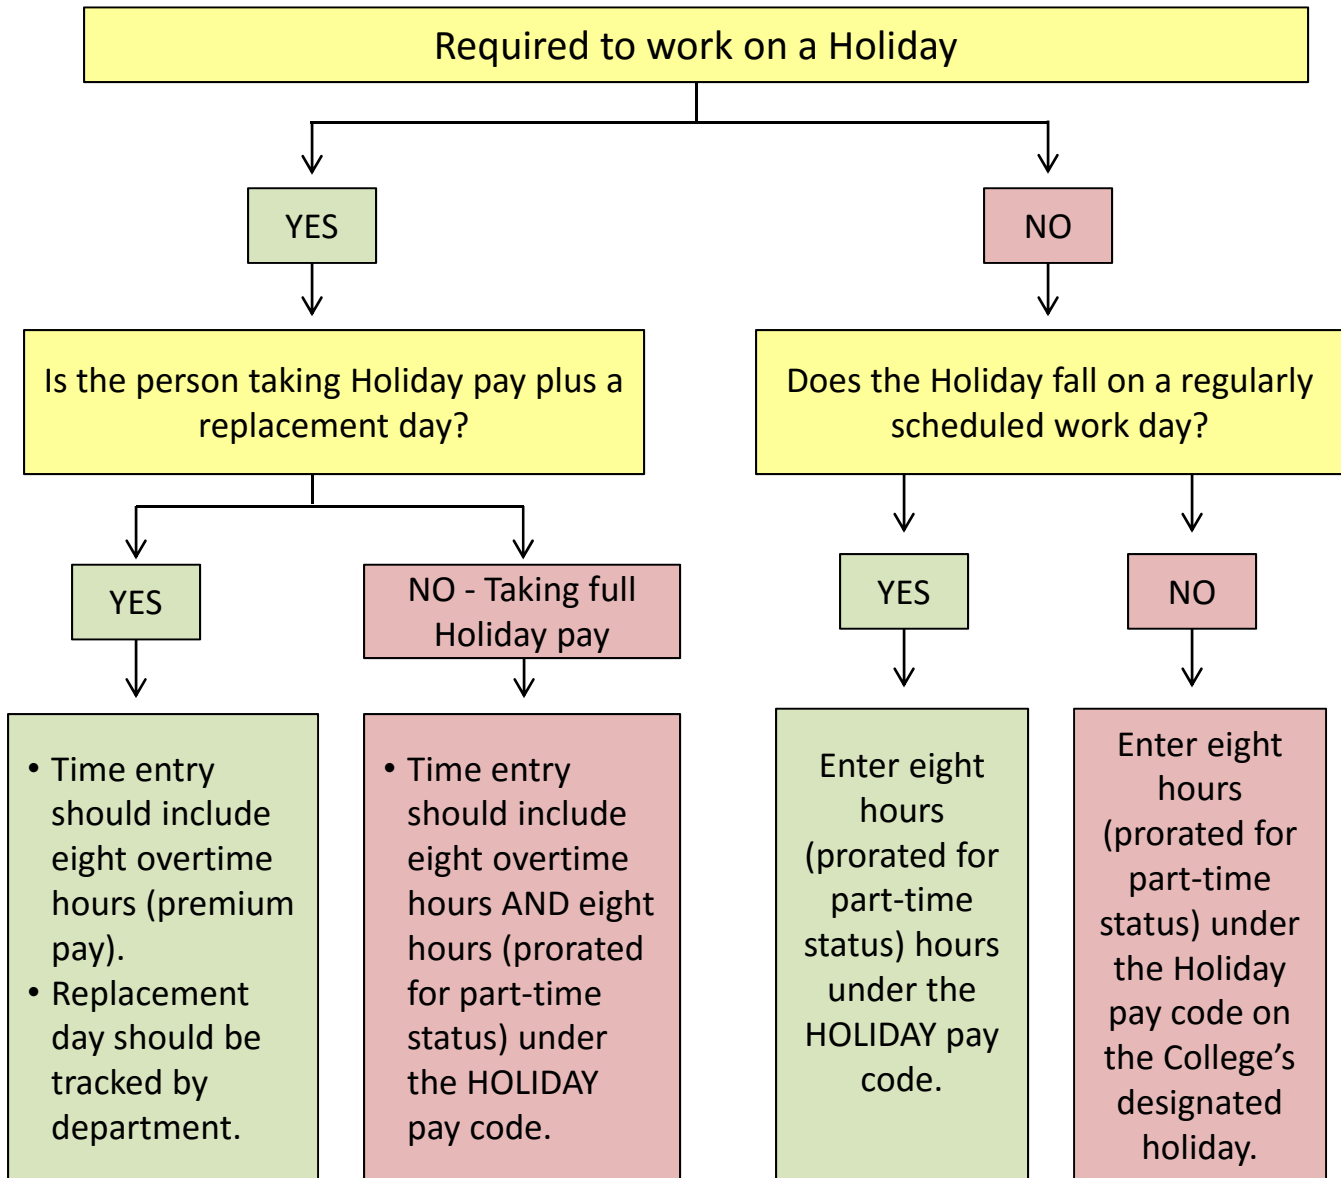 Required to work on a Holiday
YES
NO
Is the person taking Holiday pay plus a
replacement day?
Does the Holiday fall on a regularly
scheduled work day?
YES
NO - Taking full
Holiday pay
YES
NO
• Time entry
should include
eight overtime
hours (premium
pay).
• Replacement
day should be
tracked by
department.
• Time entry
should include
eight overtime
hours AND eight
hours (prorated
for part-time
status) under
the HOLIDAY
pay code.
Enter eight
hours
(prorated for
part-time
status) hours
under the
HOLIDAY pay
code.
Enter eight
hours
(prorated for
part-time
status) under
the Holiday
pay code on
the College’s
designated
holiday.